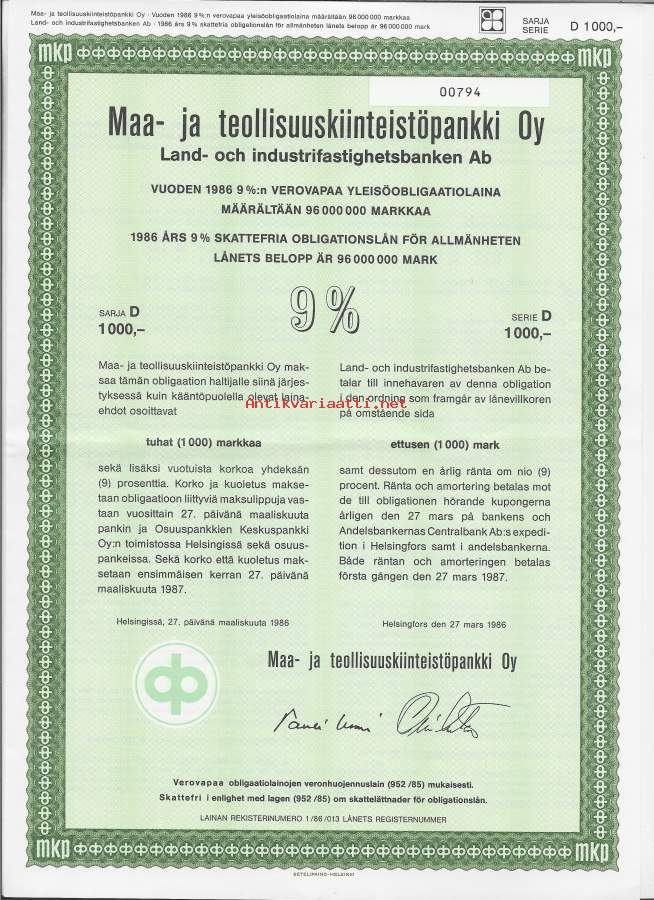 Maa- ja teollisuuskiinteistöpankki Oy · Vuoden 1986 9 %:n verovapaa yleisöobligaatiolaina määrältään 96 000 000 markkaa
Land- och industrifastighetsbanken Ab · 1986 års 9 % skattefria obligationslån för allmänheten lånets belopp är 96 000 000 mark
SARJA
SERIE
D 1 000,–
mkp
mkp
00794
Maa- ja teollisuuskiinteistöpankki Oy
Land- och industrifastighetsbanken Ab
VUODEN 1986 9 %:n VEROVAPAA YLEISÖOBLIGAATIOLAINA
MÄÄRÄLTÄÄN 96 000 000 MARKKAA
1986 ÅRS 9 % SKATTEFRIA OBLIGATIONSLÅN FÖR ALLMÄNHETEN
LÅNETS BELOPP ÄR 96 000 000 MARK
9 %
SARJA D
1 000,–
SERIE D
1 000,–
Maa- ja teollisuuskiinteistöpankki Oy mak-
saa tämän obligaation haltijalle siinä järjes-
tyksessä kuin kääntöpuolella olevat laina-
ehdot osoittavat
tuhat (1 000) markkaa
sekä lisäksi vuotuista korkoa yhdeksän
(9) prosenttia. Korko ja kuoletus makse-
taan obligaatioon liittyviä maksulippuja vas-
taan vuosittain 27. päivänä maaliskuuta
pankin ja Osuuspankkien Keskuspankki
Oy:n toimistossa Helsingissä sekä osuus-
pankeissa. Sekä korko että kuoletus mak-
setaan ensimmäisen kerran 27. päivänä
maaliskuuta 1987.
Helsingissä, 27. päivänä maaliskuuta 1986
Land- och industrifastighetsbanken Ab be-
talar till innehavaren av denna obligation
i den ordning som framgår av lånevillkoren
på omstående sida
Antikvariaatti.net
ettusen (1 000) mark
samt dessutom en årlig ränta om nio (9)
procent. Ränta och amortering betalas mot
de till obligationen hörande kupongerna
årligen den 27 mars på bankens och
Andelsbankernas Centralbank Ab:s expedi-
tion i Helsingfors samt i andelsbankerna.
Både räntan och amorteringen betalas
första gången den 27 mars 1987.
Helsingfors den 27 mars 1986
Maa- ja teollisuuskiinteistöpankki Oy
Verovapaa obligaatiolainojen veronhuojennuslain (952/85) mukaisesti.
Skattefri i enlighet med lagen (952/85) om skattelättnader för obligationslån.
LAINAN REKISTERINUMERO 1/86/013 LÅNETS REGISTERNUMMER
mkp
mkp
SETELIPAINO-HELSINKI